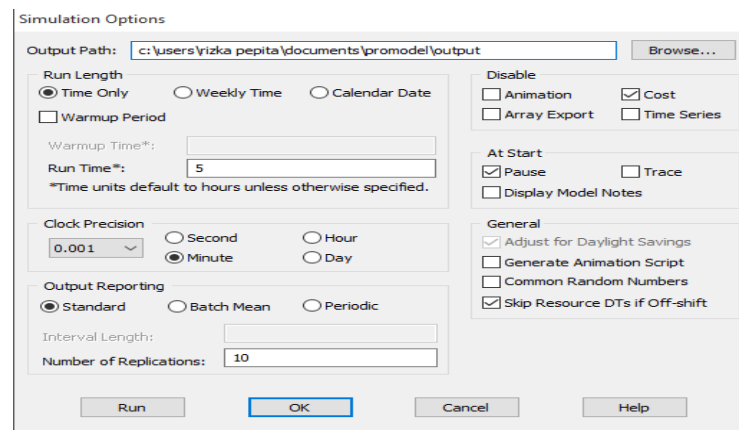 Simulation Options
Output Path: c:\users\rizka pepita\documents\promodel\output Browse...
Run Length
Time Only Weekly Time Calendar Date
Warmup Period
Warmup Time*:
Run Time*: 5
*Time units default to hours unless otherwise specified.
Disable
Animation Cost
Array Export Time Series
At Start
Pause Trace
Display Model Notes
Clock Precision
0.001 Second Hour
Minute Day
General
Adjust for Daylight Savings
Generate Animation Script
Common Random Numbers
Skip Resource DTs if Off-shift
Output Reporting
Standard Batch Mean Periodic
Interval Length:
Number of Replications: 10
Run OK Cancel Help